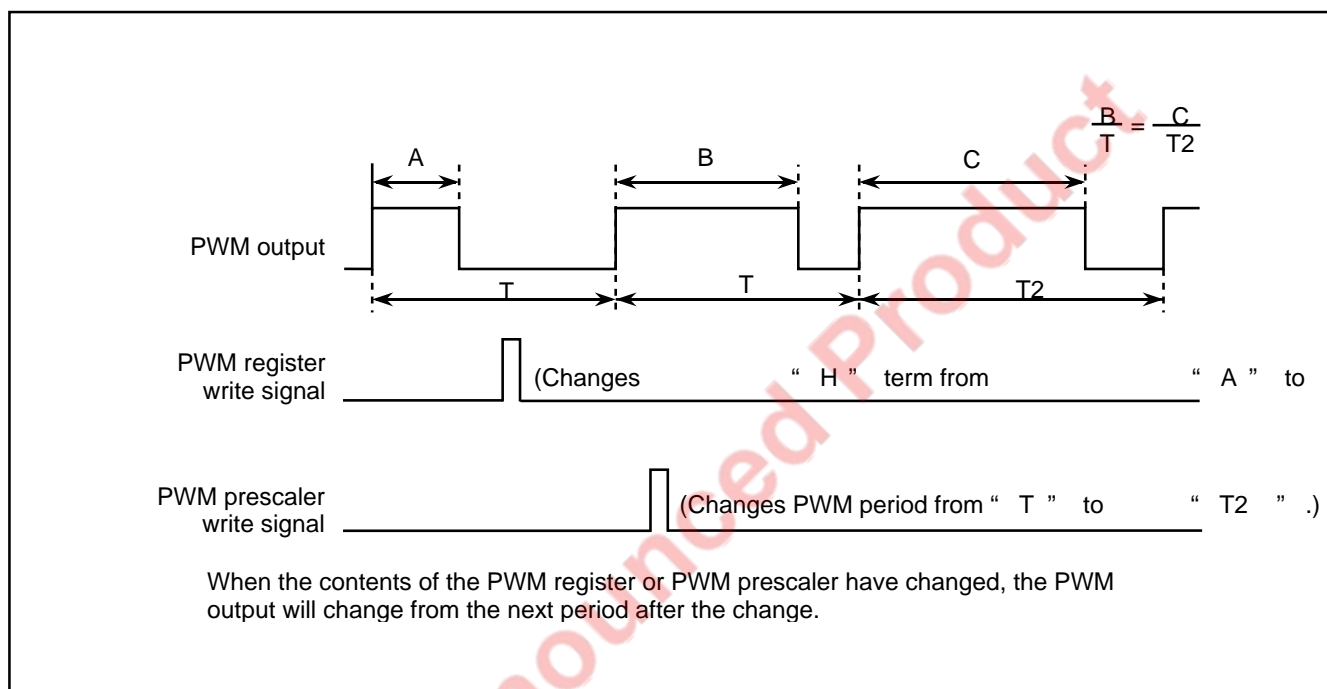 B C
T = T2
A B C
PWM output
T T T2
PWM register
write signal
(Changes “ H ” term from “ A ” to
PWM prescaler
write signal
(Changes PWM period from “ T ” to “ T2 ” .)
When the contents of the PWM register or PWM prescaler have changed, the PWM
output will change from the next period after the change.
nounced Product